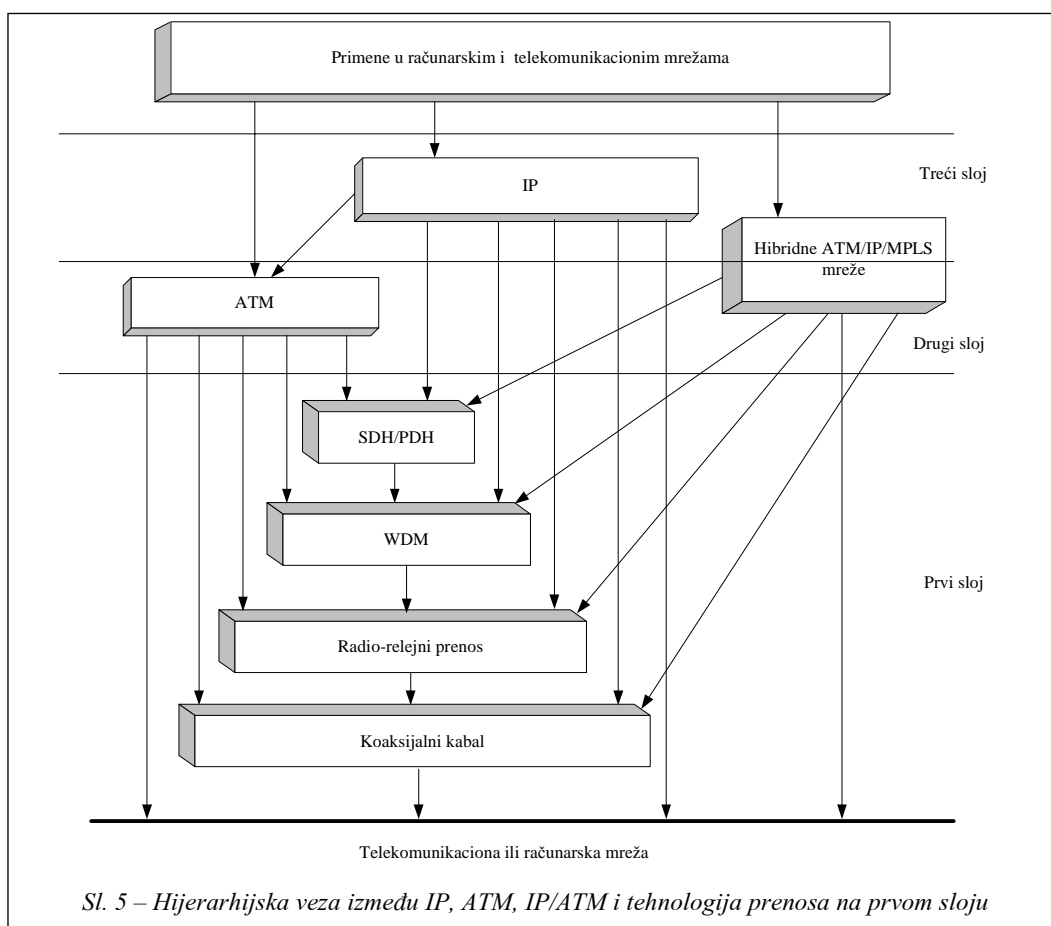 Primene u računarskim i telekomunikacionim mrežama
Treći sloj
IP
Hibridne ATM/IP/MPLS
mreže
ATM
Drugi sloj
SDH/PDH
WDM
Prvi sloj
Radio-relejni prenos
Koaksijalni kabal
Telekomunikaciona ili računarska mreža
Sl. 5 – Hijerarhijska veza između IP, ATM, IP/ATM i tehnologija prenosa na prvom sloju